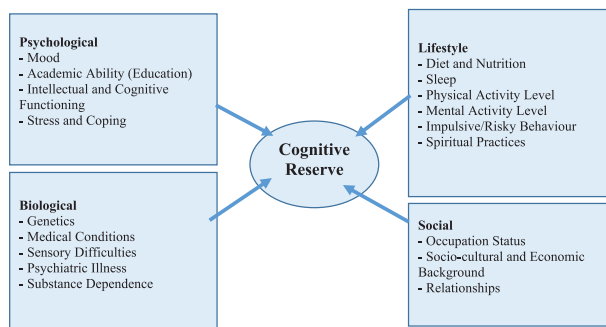 Psychological
- Mood
- Academic Ability (Education)
- Intellectual and Cognitive
Functioning
- Stress and Coping
Lifestyle
- Diet and Nutrition
- Sleep
- Physical Activity Level
- Mental Activity Level
- Impulsive/Risky Behaviour
- Spiritual Practices
Cognitive
Reserve
Biological
- Genetics
- Medical Conditions
- Sensory Difficulties
- Psychiatric Illness
- Substance Dependence
Social
- Occupation Status
- Socio-cultural and Economic
Background
- Relationships